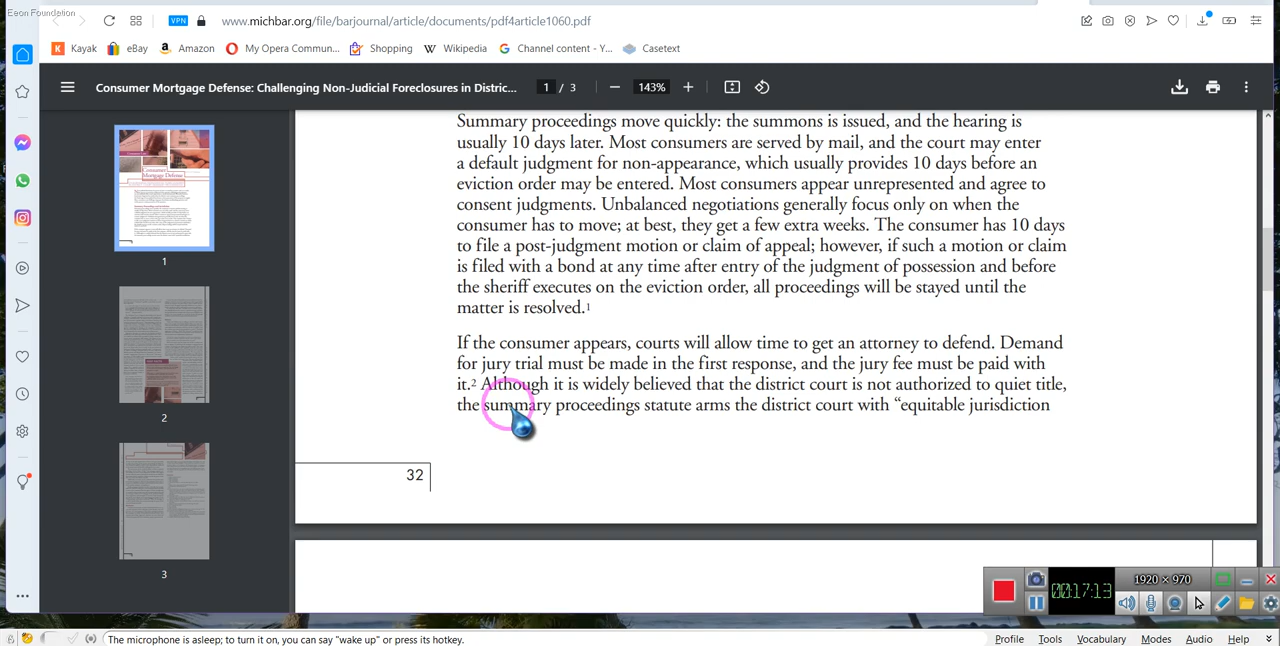 Eeon Foundation
VPN
www.michbar.org/file/barjournal/article/documents/pdf4article1060.pdf
Kayak
eBay
Amazon
My Opera Commun...
Shopping
Wikipedia
Channel content - Y...
Casetext
Consumer Mortgage Defense: Challenging Non-Judicial Foreclosures in Distric...
1 / 3
143%
Consumer
Mortgage Defense
1
2
3
Summary proceedings move quickly: the summons is issued, and the hearing is
usually 10 days later. Most consumers are served by mail, and the court may enter
a default judgment for non-appearance, which usually provides 10 days before an
eviction order may be entered. Most consumers appear unrepresented and agree to
consent judgments. Unbalanced negotiations generally focus only on when the
consumer has to move; at best, they get a few extra weeks. The consumer has 10 days
to file a post-judgment motion or claim of appeal; however, if such a motion or claim
is filed with a bond at any time after entry of the judgment of possession and before
the sheriff executes on the eviction order, all proceedings will be stayed until the
matter is resolved.1
If the consumer appears, courts will allow time to get an attorney to defend. Demand
for jury trial must be made in the first response, and the jury fee must be paid with
it.2 Although it is widely believed that the district court is not authorized to quiet title,
the summary proceedings statute arms the district court with “equitable jurisdiction
32
1920 × 970
00:17:13
The microphone is asleep; to turn it on, you can say "wake up" or press its hotkey.
Profile
Tools
Vocabulary
Modes
Audio
Help